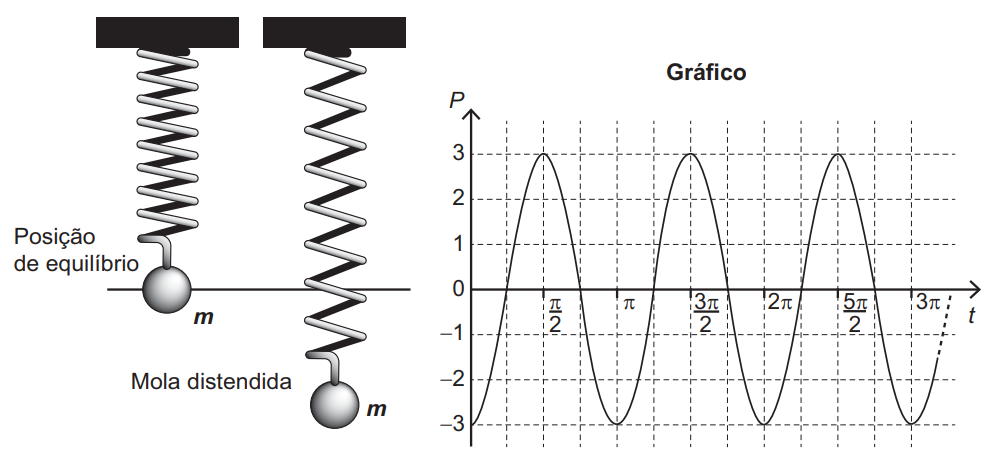 Posição
de equilíbrio
m
Mola distendida
m
Gráfico
P
3
2
1
0
−1
−2
−3
π/2
π
3π/2
2π
5π/2
3π
t